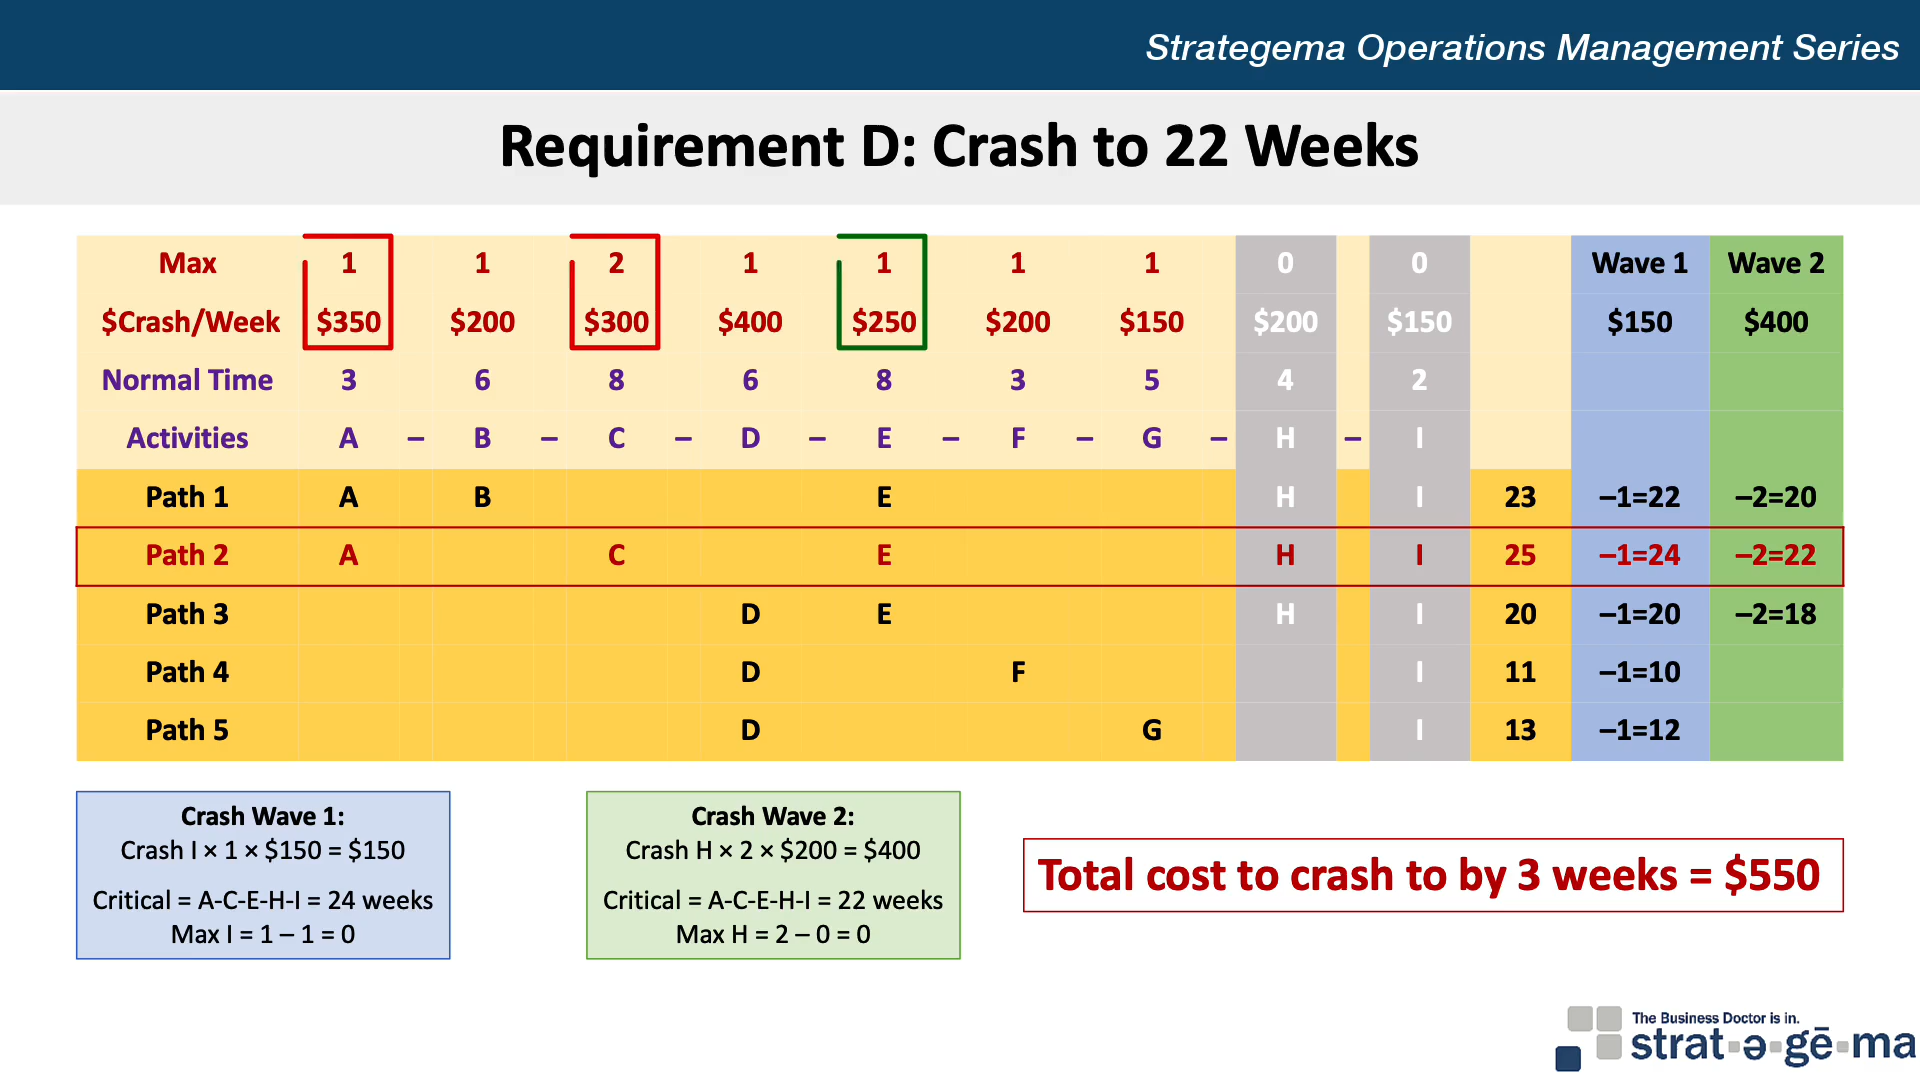 Strategema Operations Management Series
Requirement D: Crash to 22 Weeks
Max 1 1 2 1 1 1 1 0 0 Wave 1 Wave 2
$Crash/Week $350 $200 $300 $400 $250 $200 $150 $200 $150 $150 $400
Normal Time 3 6 8 6 8 3 5 4 2
Activities A – B – C – D – E – F – G – H – I
Path 1 A B E H I 23 –1=22 –2=20
Path 2 A C E H I 25 –1=24 –2=22
Path 3 D E H I 20 –1=20 –2=18
Path 4 D F I 11 –1=10
Path 5 D G I 13 –1=12
Crash Wave 1:
Crash I × 1 × $150 = $150
Critical = A-C-E-H-I = 24 weeks
Max I = 1 – 1 = 0
Crash Wave 2:
Crash H × 2 × $200 = $400
Critical = A-C-E-H-I = 22 weeks
Max H = 2 – 0 = 0
Total cost to crash to by 3 weeks = $550
The Business Doctor is in.
strat-ə-gē-ma